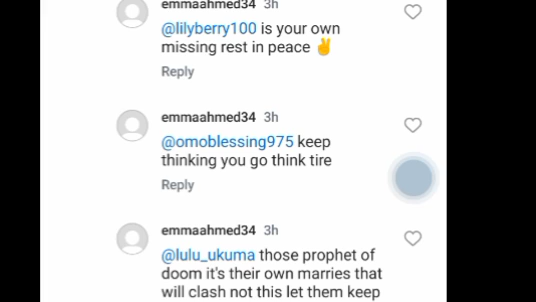 emmaahmed34 3h
@lilyberry100 is your own
missing rest in peace ✌️
Reply
emmaahmed34 3h
@omoblessing975 keep
thinking you go think tire
Reply
emmaahmed34 3h
@lulu_ukuma those prophet of
doom it's their own marries that
will clash not this let them keep